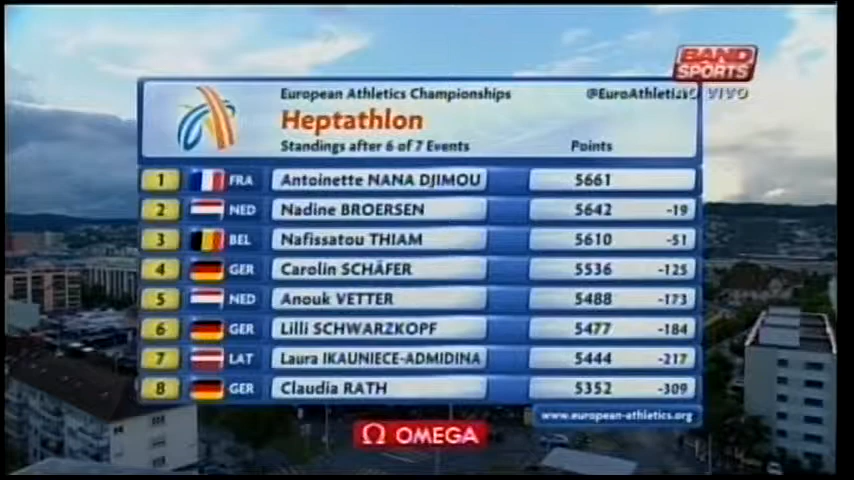 BAND
SPORTS
AO VIVO
European Athletics Championships @EuroAthletics
Heptathlon
Standings after 6 of 7 Events Points
1 FRA Antoinette NANA DJIMOU 5661
2 NED Nadine BROERSEN 5642 -19
3 BEL Nafissatou THIAM 5610 -51
4 GER Carolin SCHÄFER 5536 -125
5 NED Anouk VETTER 5488 -173
6 GER Lilli SCHWARZKOPF 5477 -184
7 LAT Laura IKAUNIECE-ADMIDINA 5444 -217
8 GER Claudia RATH 5352 -309
www.european-athletics.org
Ω OMEGA